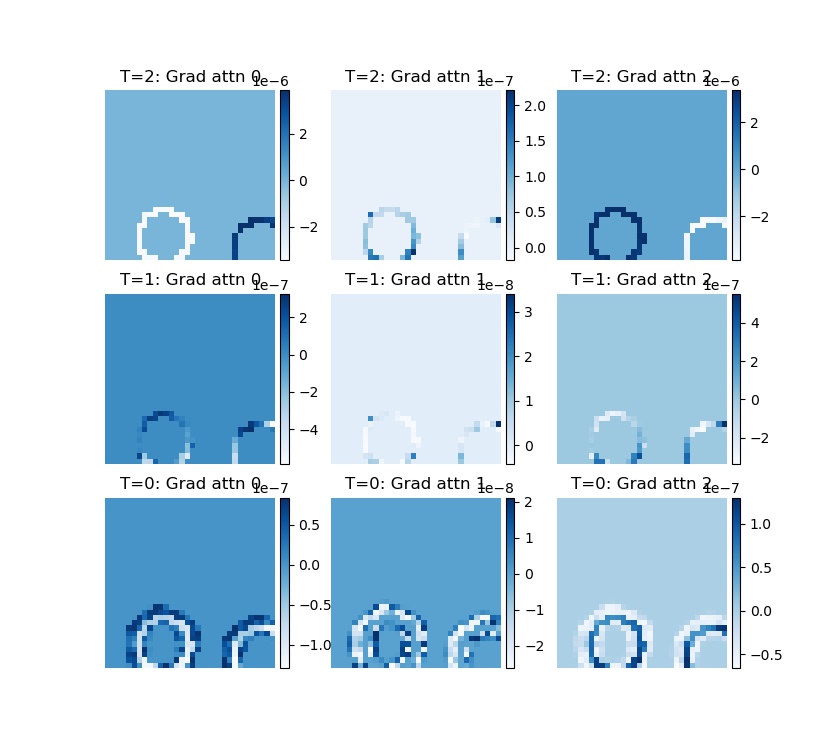 T=2: Grad attn 0
1e−6
2
0
−2
T=2: Grad attn 1
1e−7
2.0
1.5
1.0
0.5
0.0
T=2: Grad attn 2
1e−6
2
0
−2
T=1: Grad attn 0
1e−7
2
0
−2
−4
T=1: Grad attn 1
1e−8
3
2
1
0
T=1: Grad attn 2
1e−7
4
2
0
−2
T=0: Grad attn 0
1e−7
0.5
0.0
−0.5
−1.0
T=0: Grad attn 1
1e−8
2
1
0
−1
−2
T=0: Grad attn 2
1e−7
1.0
0.5
0.0
−0.5